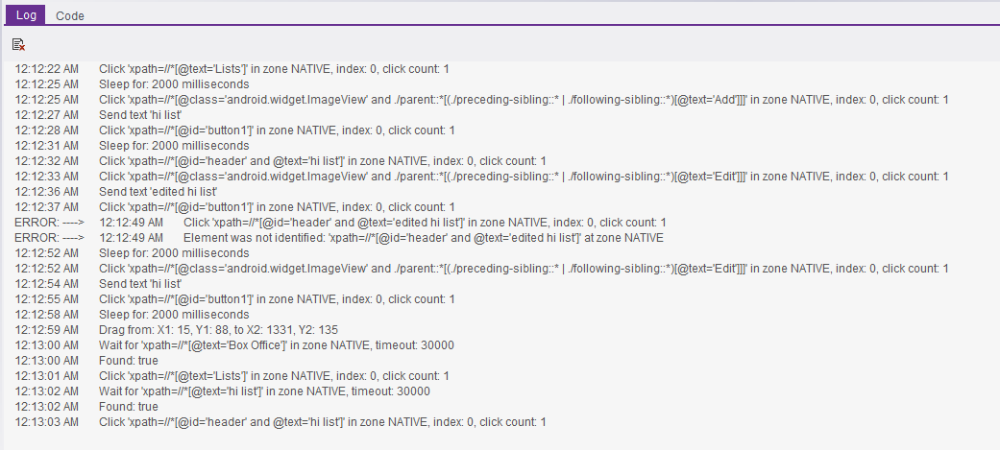 Log Code
12:12:22 AM Click 'xpath=//*[@text='Lists']' in zone NATIVE, index: 0, click count: 1
12:12:25 AM Sleep for: 2000 milliseconds
12:12:25 AM Click 'xpath=//*[@class='android.widget.ImageView' and ./parent::*[(./preceding-sibling::* | ./following-sibling::*)[@text='Add']]]' in zone NATIVE, index: 0, click count: 1
12:12:27 AM Send text 'hi list'
12:12:28 AM Click 'xpath=//*[@id='button1']' in zone NATIVE, index: 0, click count: 1
12:12:31 AM Sleep for: 2000 milliseconds
12:12:32 AM Click 'xpath=//*[@id='header' and @text='hi list']' in zone NATIVE, index: 0, click count: 1
12:12:33 AM Click 'xpath=//*[@class='android.widget.ImageView' and ./parent::*[(./preceding-sibling::* | ./following-sibling::*)[@text='Edit']]]' in zone NATIVE, index: 0, click count: 1
12:12:36 AM Send text 'edited hi list'
12:12:37 AM Click 'xpath=//*[@id='button1']' in zone NATIVE, index: 0, click count: 1
ERROR: ----> 12:12:49 AM Click 'xpath=//*[@id='header' and @text='edited hi list']' in zone NATIVE, index: 0, click count: 1
ERROR: ----> 12:12:49 AM Element was not identified: 'xpath=//*[@id='header' and @text='edited hi list']' at zone NATIVE
12:12:52 AM Sleep for: 2000 milliseconds
12:12:52 AM Click 'xpath=//*[@class='android.widget.ImageView' and ./parent::*[(./preceding-sibling::* | ./following-sibling::*)[@text='Edit']]]' in zone NATIVE, index: 0, click count: 1
12:12:54 AM Send text 'hi list'
12:12:55 AM Click 'xpath=//*[@id='button1']' in zone NATIVE, index: 0, click count: 1
12:12:58 AM Sleep for: 2000 milliseconds
12:12:59 AM Drag from: X1: 15, Y1: 88, to X2: 1331, Y2: 135
12:13:00 AM Wait for 'xpath=//*[@text='Box Office']' in zone NATIVE, timeout: 30000
12:13:00 AM Found: true
12:13:01 AM Click 'xpath=//*[@text='Lists']' in zone NATIVE, index: 0, click count: 1
12:13:02 AM Wait for 'xpath=//*[@text='hi list']' in zone NATIVE, timeout: 30000
12:13:02 AM Found: true
12:13:03 AM Click 'xpath=//*[@id='header' and @text='hi list']' in zone NATIVE, index: 0, click count: 1